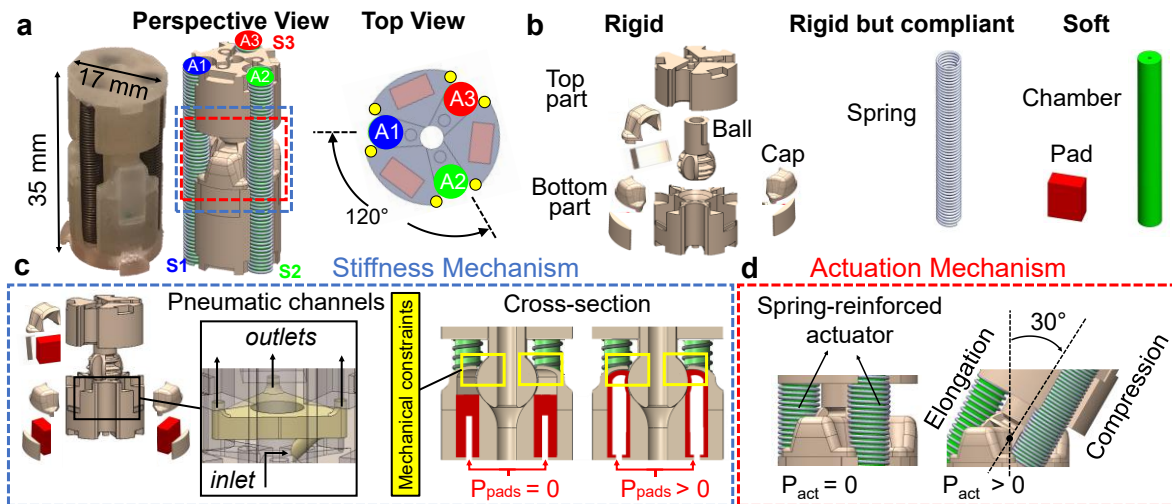 a
Perspective View
Top View
17 mm
35 mm
A1
A3
S3
A2
S1
S2
A1
A3
A2
120°
b
Rigid
Rigid but compliant
Soft
Top
part
Ball
Bottom
part
Cap
Spring
Chamber
Pad
c
Stiffness Mechanism
Pneumatic channels
outlets
inlet
Mechanical constraints
Cross-section
Ppads = 0
Ppads > 0
d
Actuation Mechanism
Spring-reinforced
actuator
30°
Elongation
Compression
Pact = 0
Pact > 0